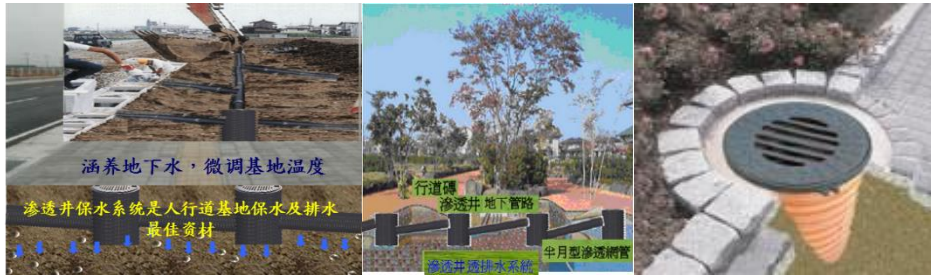 涵养地下水，微调基地温度
渗透井保水系统是人行道基地保水及排水
最佳資材
行道磚
滲透井 地下管路
半月型滲透網管
滲透井透排水系統